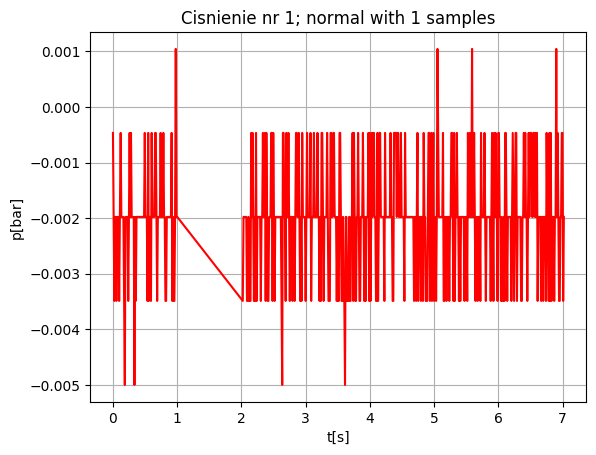 Cisnienie nr 1; normal with 1 samples
0.001
0.000
−0.001
−0.002
−0.003
−0.004
−0.005
p[bar]
0 1 2 3 4 5 6 7
t[s]